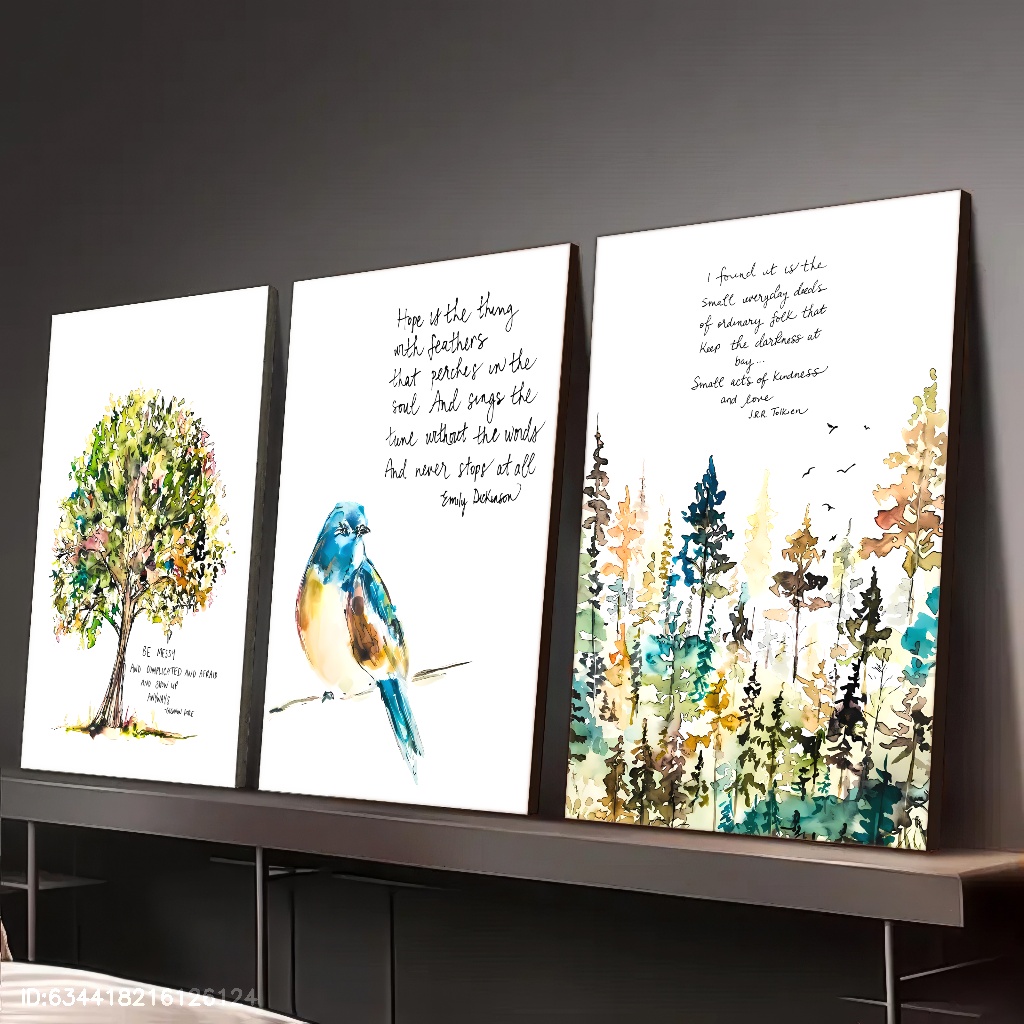 BE MESSY
AND COMPLICATED AND AFRAID
AND SHOW UP
ANYWAYS
Hope is the thing
with feathers
that perches in the
soul And sings the
tune without the words
And never stops at all
Emily Dickinson
I found it is the
small everyday deeds
of ordinary folk that
Keep the darkness at
bay...
Small acts of kindness
and love
J.R.R. Tolkien
ID:634418216126124